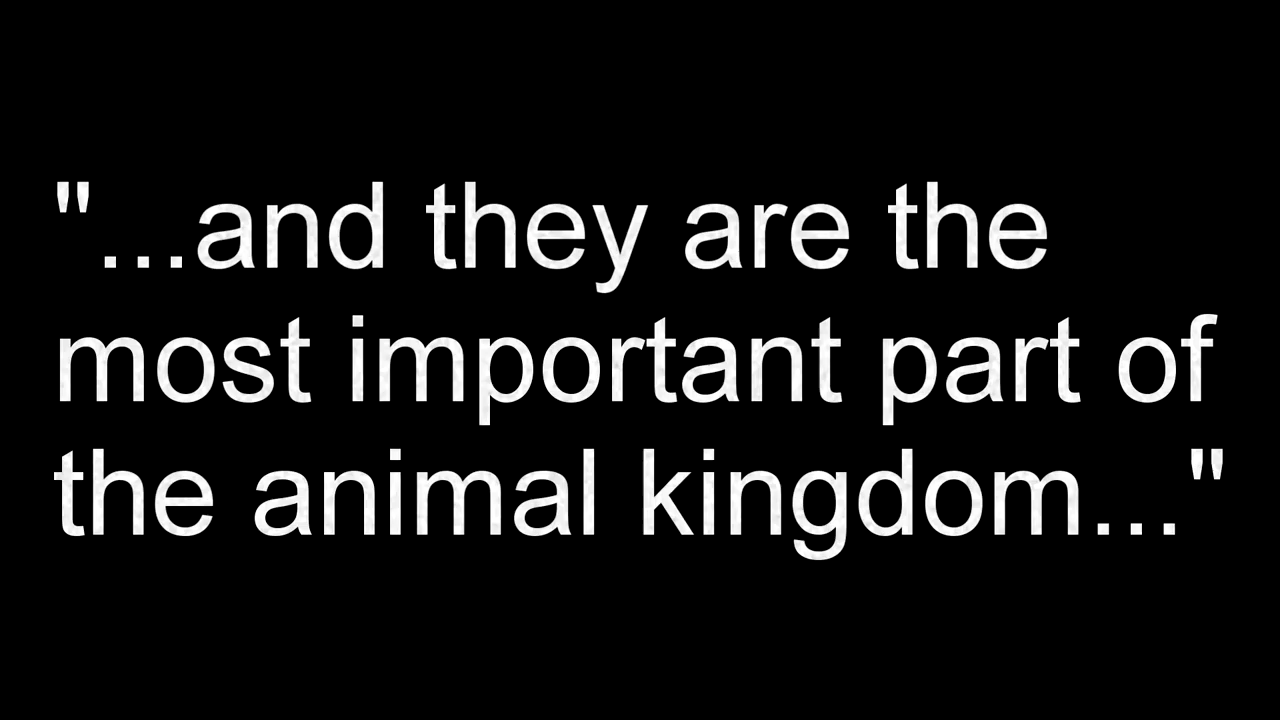 "...and they are the
most important part of
the animal kingdom..."